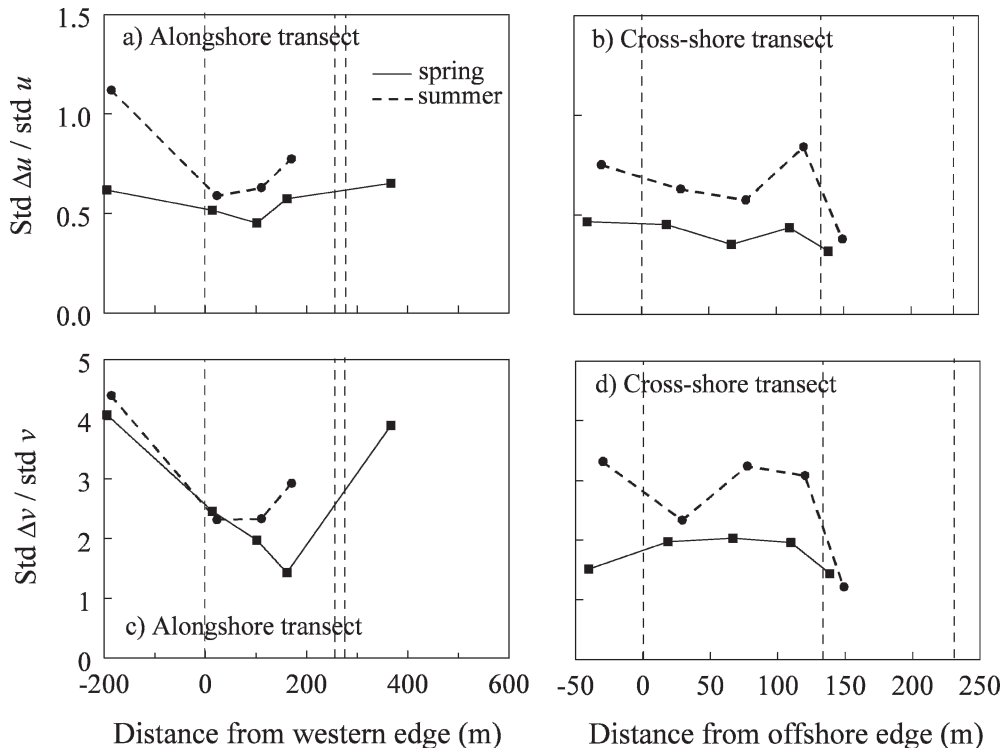 1.5
a) Alongshore transect
b) Cross-shore transect
spring
summer
1.0
0.5
0.0
Std Δu / std u
5
d) Cross-shore transect
4
3
2
1
0
c) Alongshore transect
Std Δv / std v
-200 0 200 400 600
-50 0 50 100 150 200 250
Distance from western edge (m)
Distance from offshore edge (m)